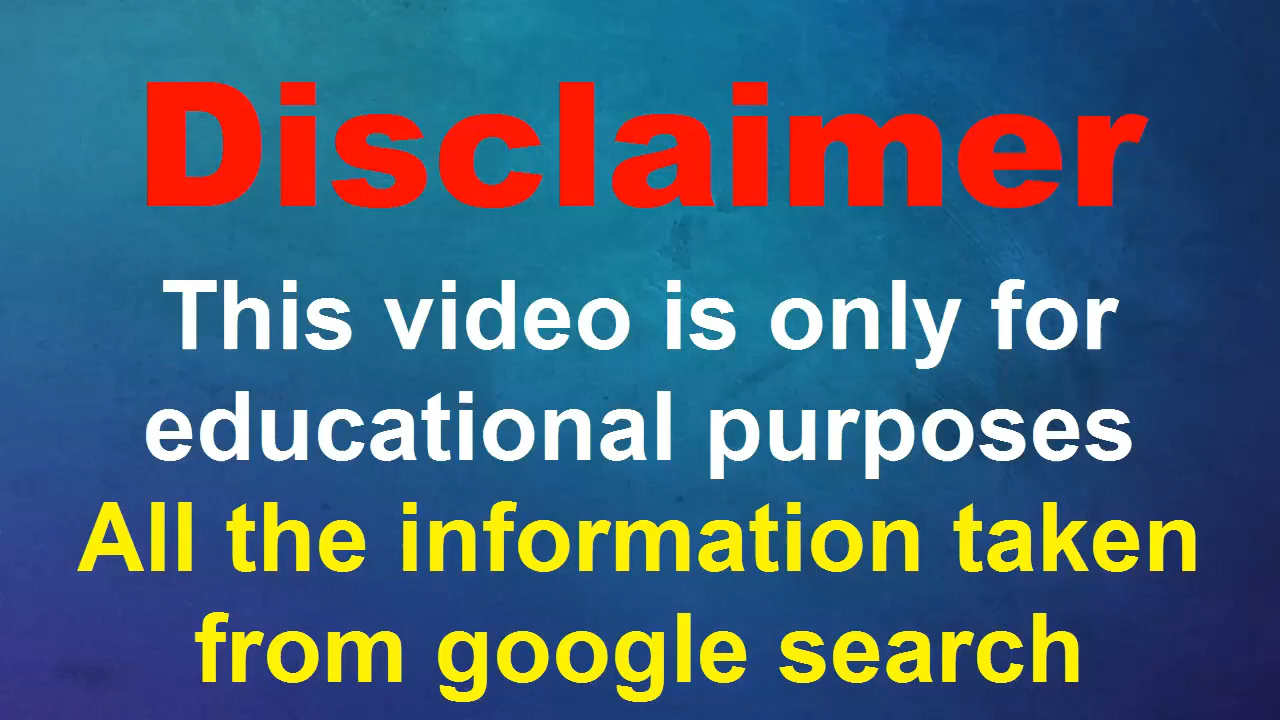 Disclaimer
This video is only for
educational purposes
All the information taken
from google search